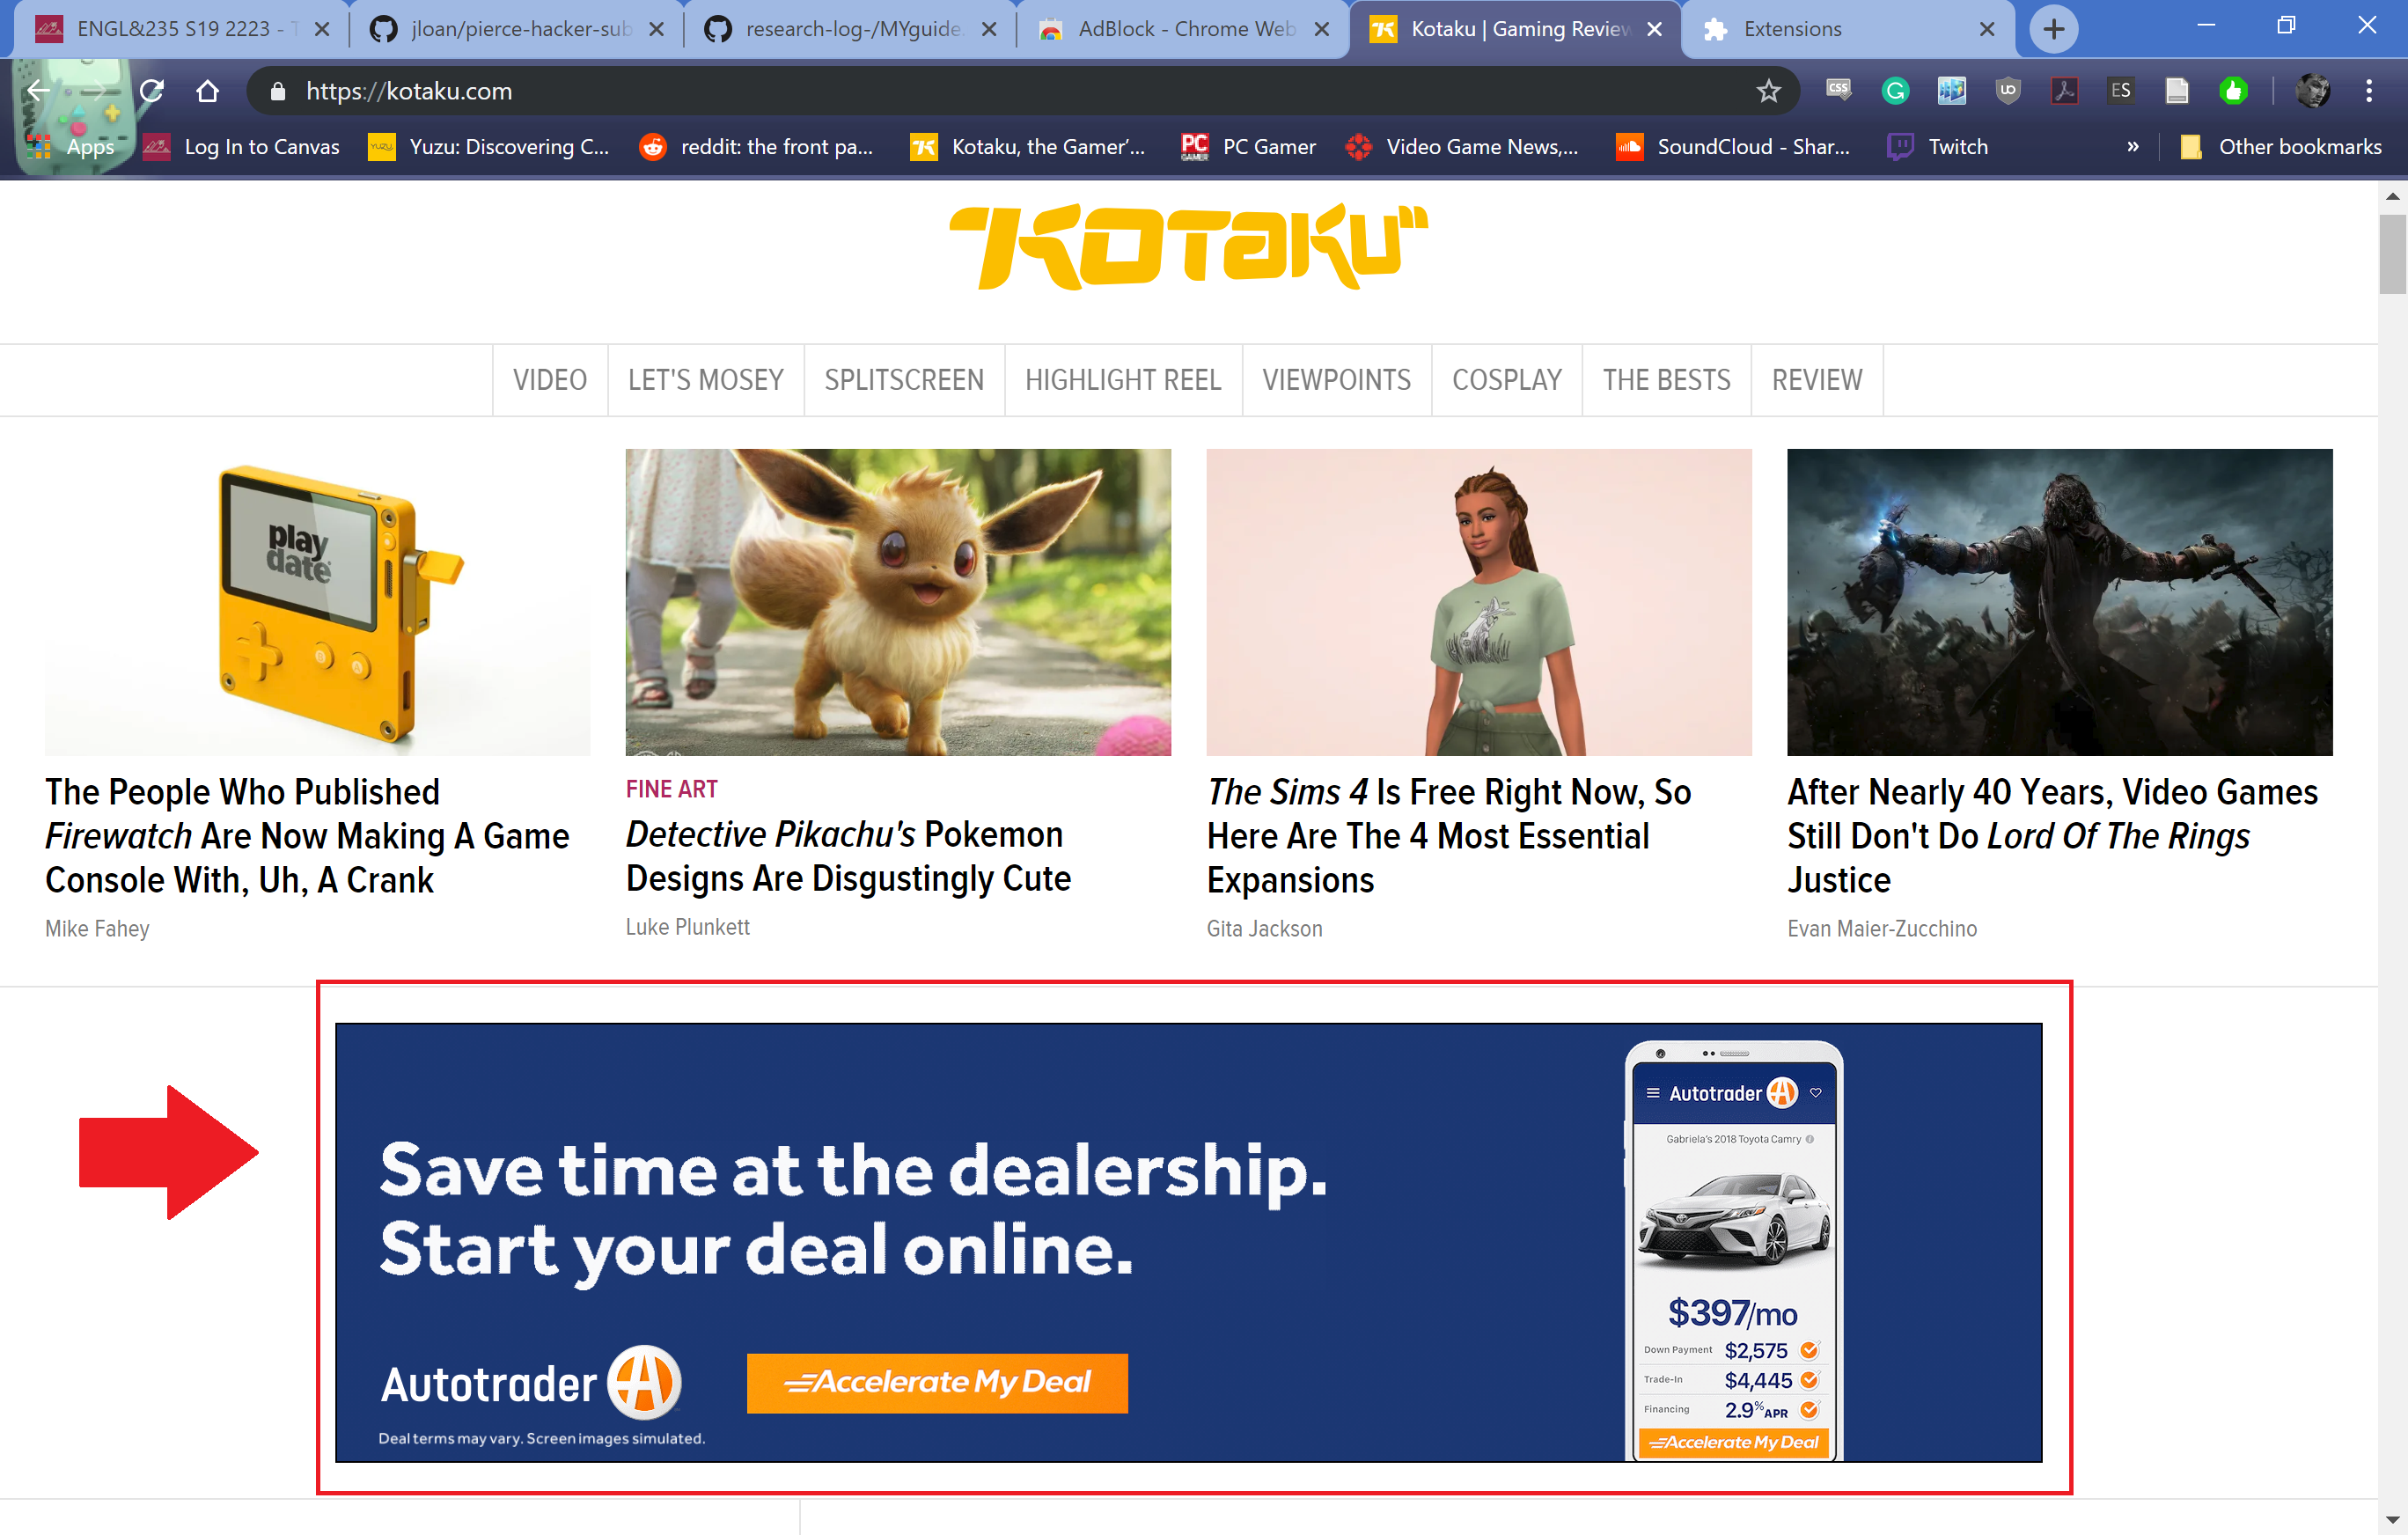 ENGL&235 S19 2223 - T
jloan/pierce-hacker-sub
research-log-/MYguide.
AdBlock - Chrome Web
Kotaku | Gaming Review
Extensions
https://kotaku.com
CSS
UO
ES
Apps
Log In to Canvas
YUZU
Yuzu: Discovering C...
reddit: the front pa...
Kotaku, the Gamer'...
PC GAMER
PC Gamer
Video Game News,...
SoundCloud - Shar...
Twitch
»
Other bookmarks
KOTAKU
VIDEO
LET'S MOSEY
SPLITSCREEN
HIGHLIGHT REEL
VIEWPOINTS
COSPLAY
THE BESTS
REVIEW
play
date
B
A
The People Who Published
Firewatch Are Now Making A Game
Console With, Uh, A Crank
Mike Fahey
FINE ART
Detective Pikachu's Pokemon
Designs Are Disgustingly Cute
Luke Plunkett
The Sims 4 Is Free Right Now, So
Here Are The 4 Most Essential
Expansions
Gita Jackson
After Nearly 40 Years, Video Games
Still Don't Do Lord Of The Rings
Justice
Evan Maier-Zucchino
Save time at the dealership.
Start your deal online.
Autotrader
Accelerate My Deal
Deal terms may vary. Screen images simulated.
Autotrader
Gabriela's 2018 Toyota Camry
$397/mo
Down Payment $2,575
Trade-In $4,445
Financing 2.9% APR
Accelerate My Deal